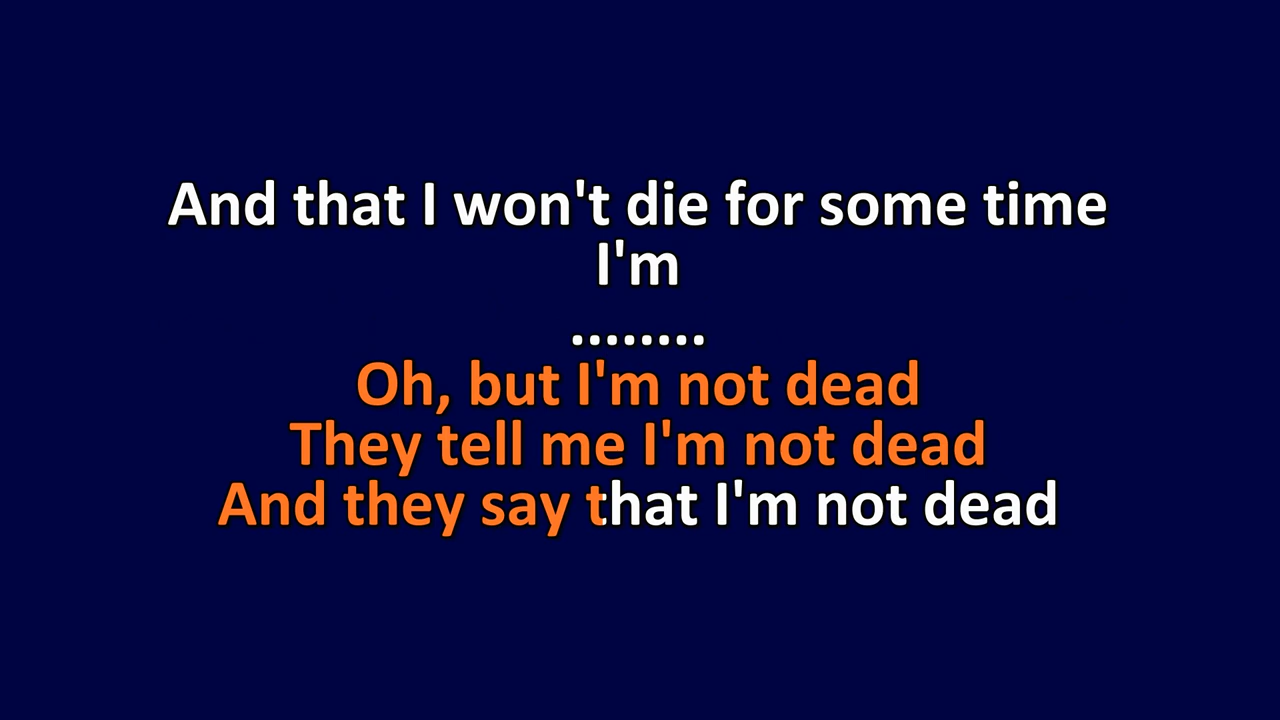 And that I won't die for some time
I'm
........
Oh, but I'm not dead
They tell me I'm not dead
And they say that I'm not dead